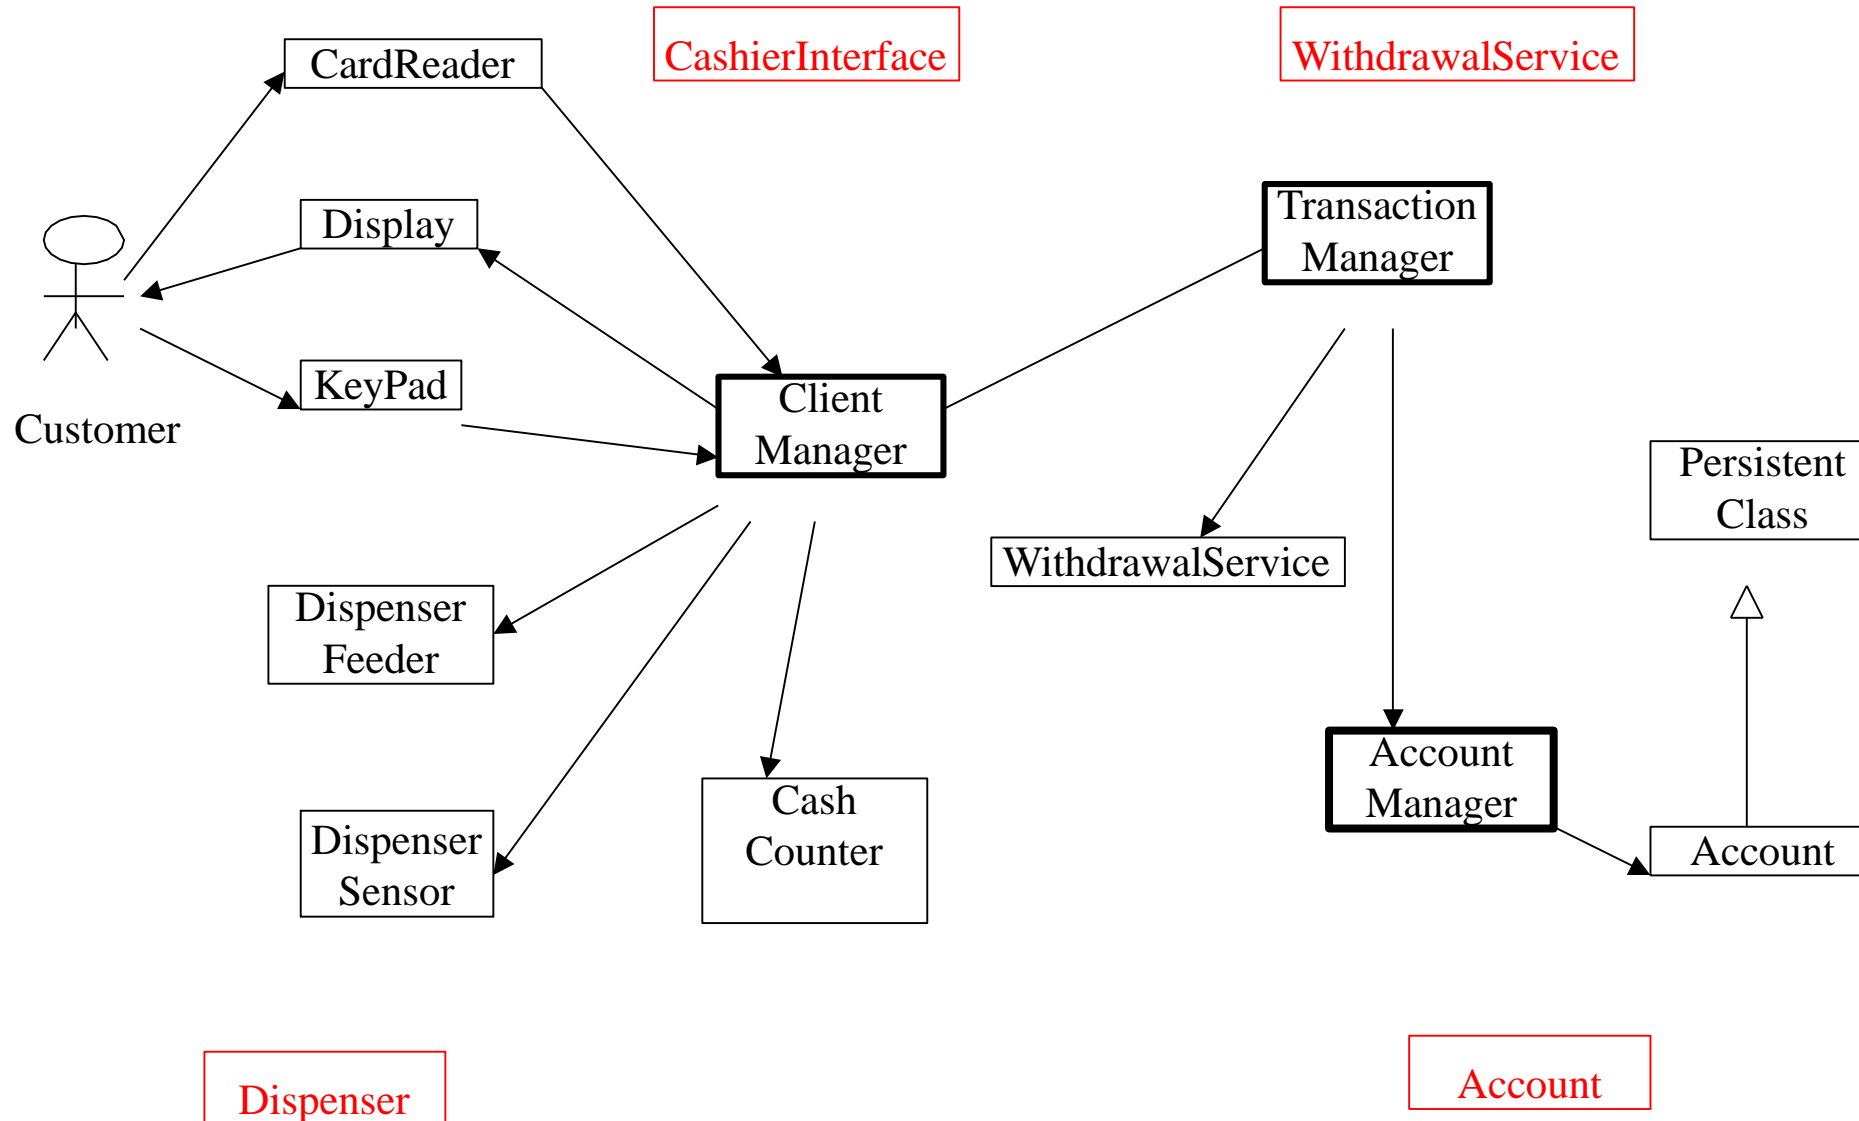 CashierInterface
WithdrawalService
CardReader
Display
Transaction
Manager
KeyPad
Customer
Client
Manager
Persistent
Class
WithdrawalService
Dispenser
Feeder
Account
Manager
Cash
Counter
Dispenser
Sensor
Account
Dispenser
Account